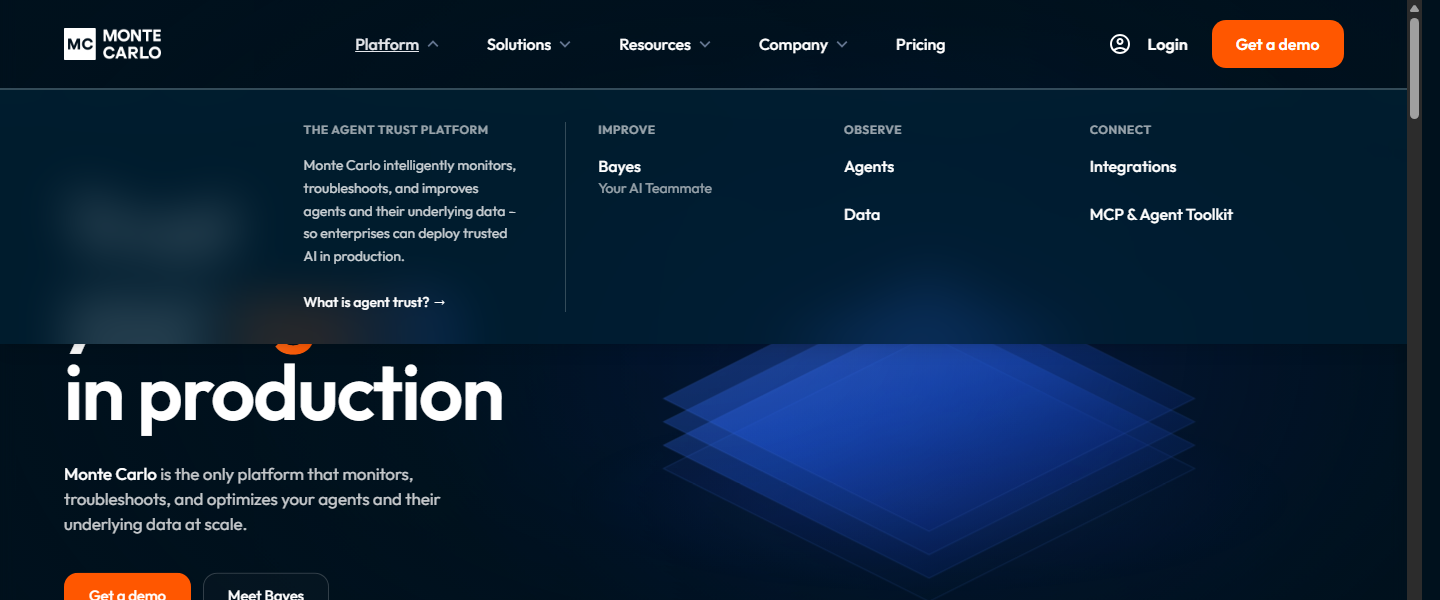 MC MONTE CARLO
Platform Solutions Resources Company Pricing Login Get a demo
THE AGENT TRUST PLATFORM
Monte Carlo intelligently monitors,
troubleshoots, and improves
agents and their underlying data –
so enterprises can deploy trusted
AI in production.
What is agent trust? →
IMPROVE
Bayes
Your AI Teammate
OBSERVE
Agents
Data
CONNECT
Integrations
MCP & Agent Toolkit
in production
Monte Carlo is the only platform that monitors,
troubleshoots, and optimizes your agents and their
underlying data at scale.
Get a demo Meet Bayes